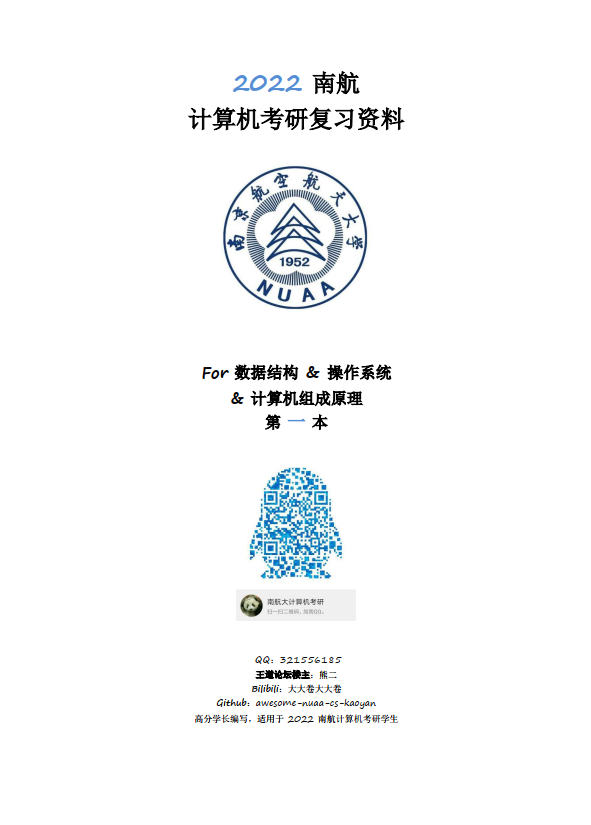 2022 南航
计算机考研复习资料
南京航空航天大学
1952
NUAA
For 数据结构 & 操作系统
& 计算机组成原理
第 一 本
南航大计算机考研
扫一扫二维码，加我QQ。
QQ：321556185
王道论坛楼主：熊二
Bilibili：大大卷大大卷
Github：awesome-nuaa-cs-kaoyan
高分学长编写，适用于 2022 南航计算机考研学生